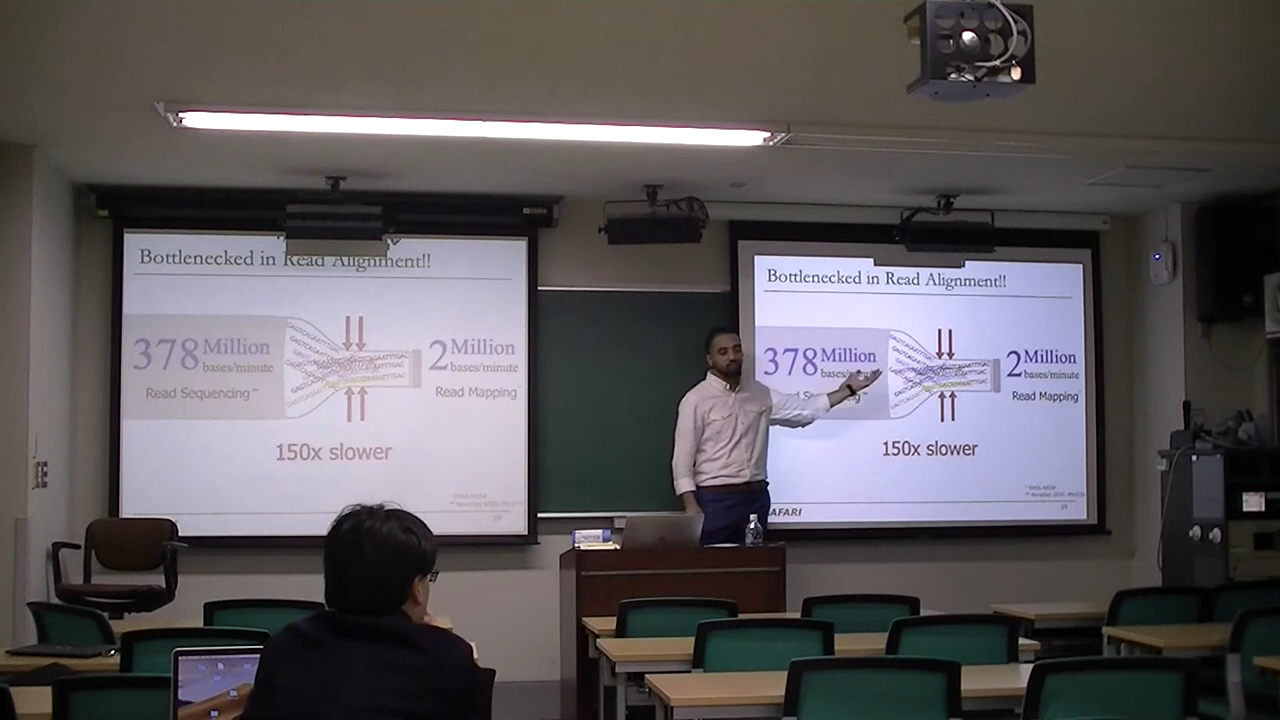 Bottlenecked in Read Alignment!!
378 Million
bases/minute
Read Sequencing
2 Million
bases/minute
Read Mapping
150x slower
Bottlenecked in Read Alignment!!
378 Million
bases/minute
2 Million
bases/minute
Read Mapping
150x slower
AFARI